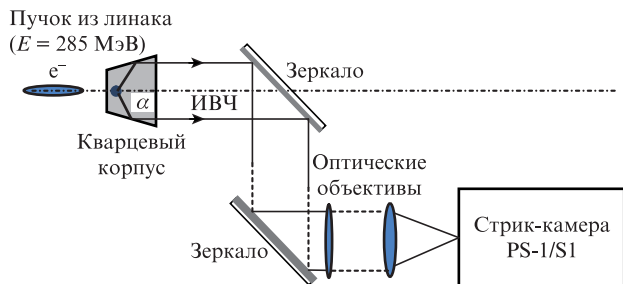 Пучок из линака
(E = 285 МэВ)
e⁻
α
ИВЧ
Зеркало
Кварцевый
корпус
Оптические
объективы
Зеркало
Стрик-камера
PS-1/S1